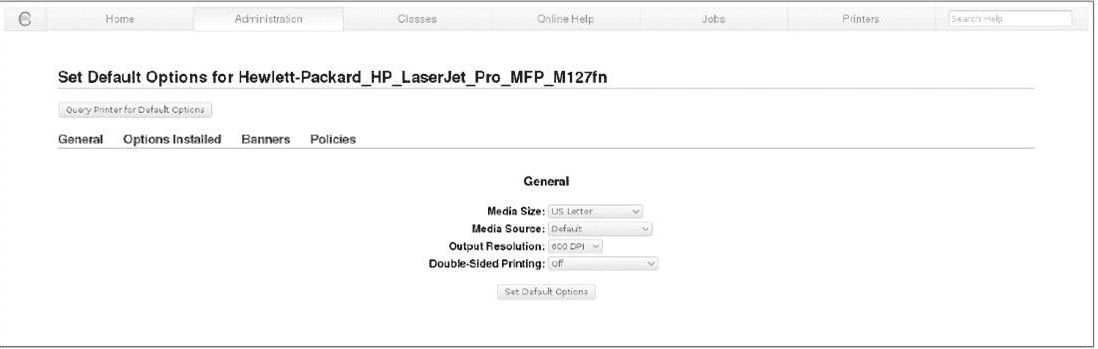 Home Administration Classes Online Help Jobs Printers Search Help
Set Default Options for Hewlett-Packard_HP_LaserJet_Pro_MFP_M127fn
Query Printer for Default Options
General Options Installed Banners Policies
General
Media Size: US Letter
Media Source: Default
Output Resolution: 600 DPI
Double-Sided Printing: Off
Set Default Options